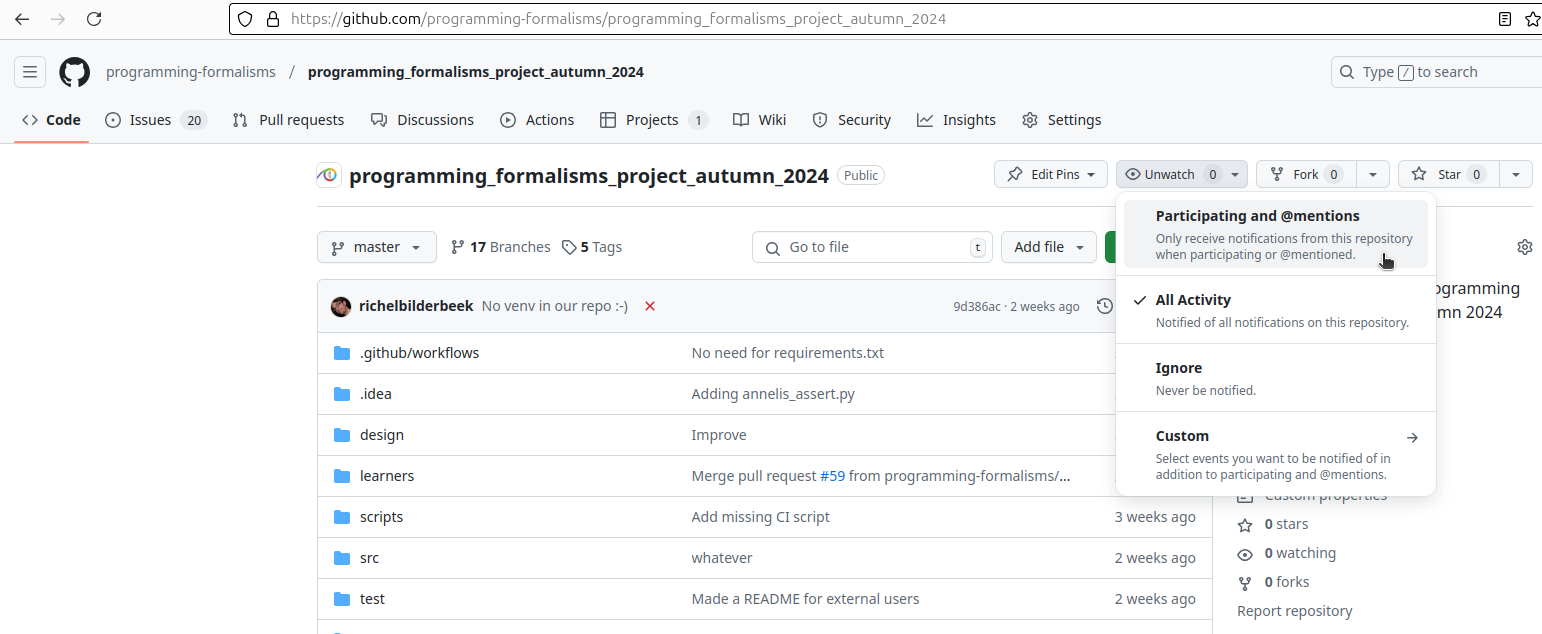 https://github.com/programming-formalisms/programming_formalisms_project_autumn_2024
programming-formalisms / programming_formalisms_project_autumn_2024
Type / to search
Code Issues 20 Pull requests Discussions Actions Projects 1 Wiki Security Insights Settings
programming_formalisms_project_autumn_2024 Public
Edit Pins Unwatch 0 Fork 0 Star 0
Participating and @mentions
Only receive notifications from this repository
when participating or @mentioned.
All Activity
Notified of all notifications on this repository.
Ignore
Never be notified.
Custom
Select events you want to be notified of in
addition to participating and @mentions.
master 17 Branches 5 Tags Go to file t Add file
richelbilderbeek No venv in our repo :-) 9d386ac · 2 weeks ago
.github/workflows No need for requirements.txt
.idea Adding annelis_assert.py
design Improve
learners Merge pull request #59 from programming-formalisms/...
scripts Add missing CI script 3 weeks ago
src whatever 2 weeks ago
test Made a README for external users 2 weeks ago
ogramming
mn 2024
Custom properties
0 stars
0 watching
0 forks
Report repository